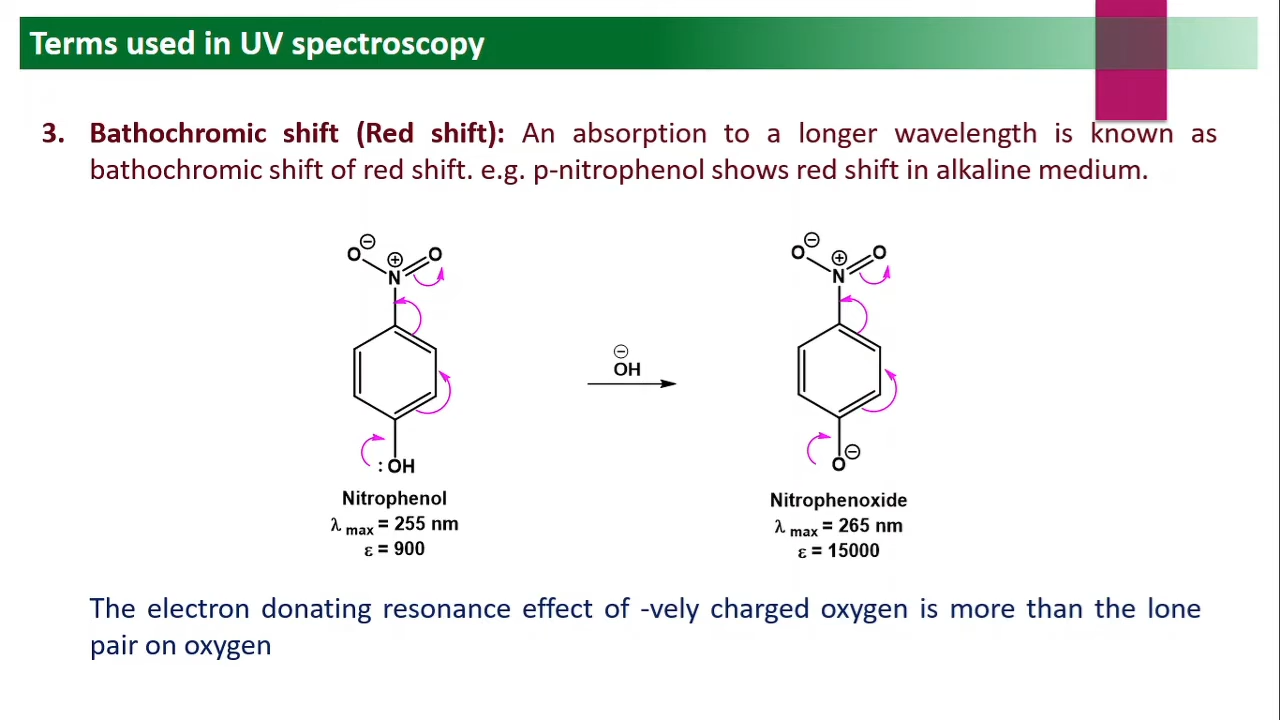 Terms used in UV spectroscopy
3. Bathochromic shift (Red shift): An absorption to a longer wavelength is known as
bathochromic shift of red shift. e.g. p-nitrophenol shows red shift in alkaline medium.
O⊖ N⊕ O
:OH
Nitrophenol
λ max = 255 nm
ε = 900
⊖
OH
O⊖ N⊕ O
O⊖
Nitrophenoxide
λ max = 265 nm
ε = 15000
The electron donating resonance effect of -vely charged oxygen is more than the lone
pair on oxygen